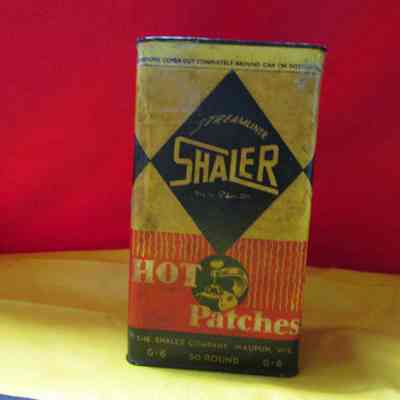 STREAMLINER
SHALER
HOT
Patches
THE SHALER COMPANY, WAUPUN, WIS.
G-6 50 ROUND G-6